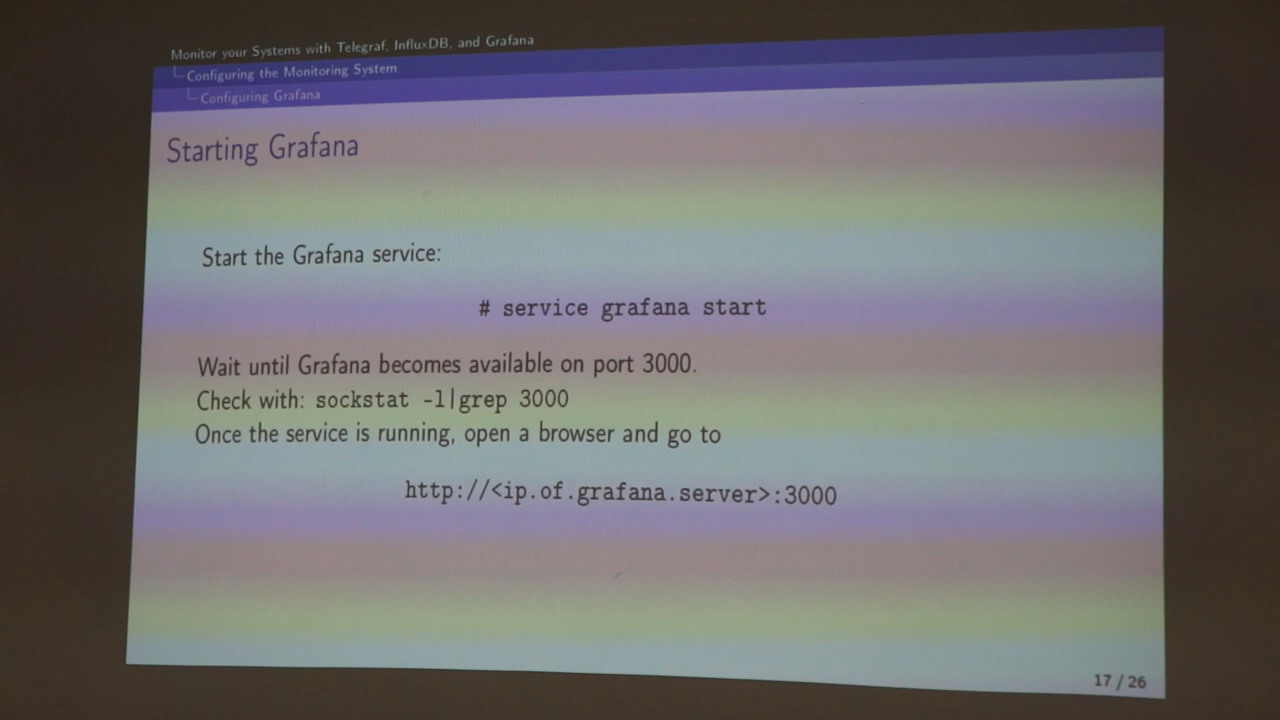 Monitor your Systems with Telegraf, InfluxDB, and Grafana
Configuring the Monitoring System
Configuring Grafana
Starting Grafana
Start the Grafana service:
# service grafana start
Wait until Grafana becomes available on port 3000.
Check with: sockstat -l|grep 3000
Once the service is running, open a browser and go to
http://<ip.of.grafana.server>:3000
17 / 26